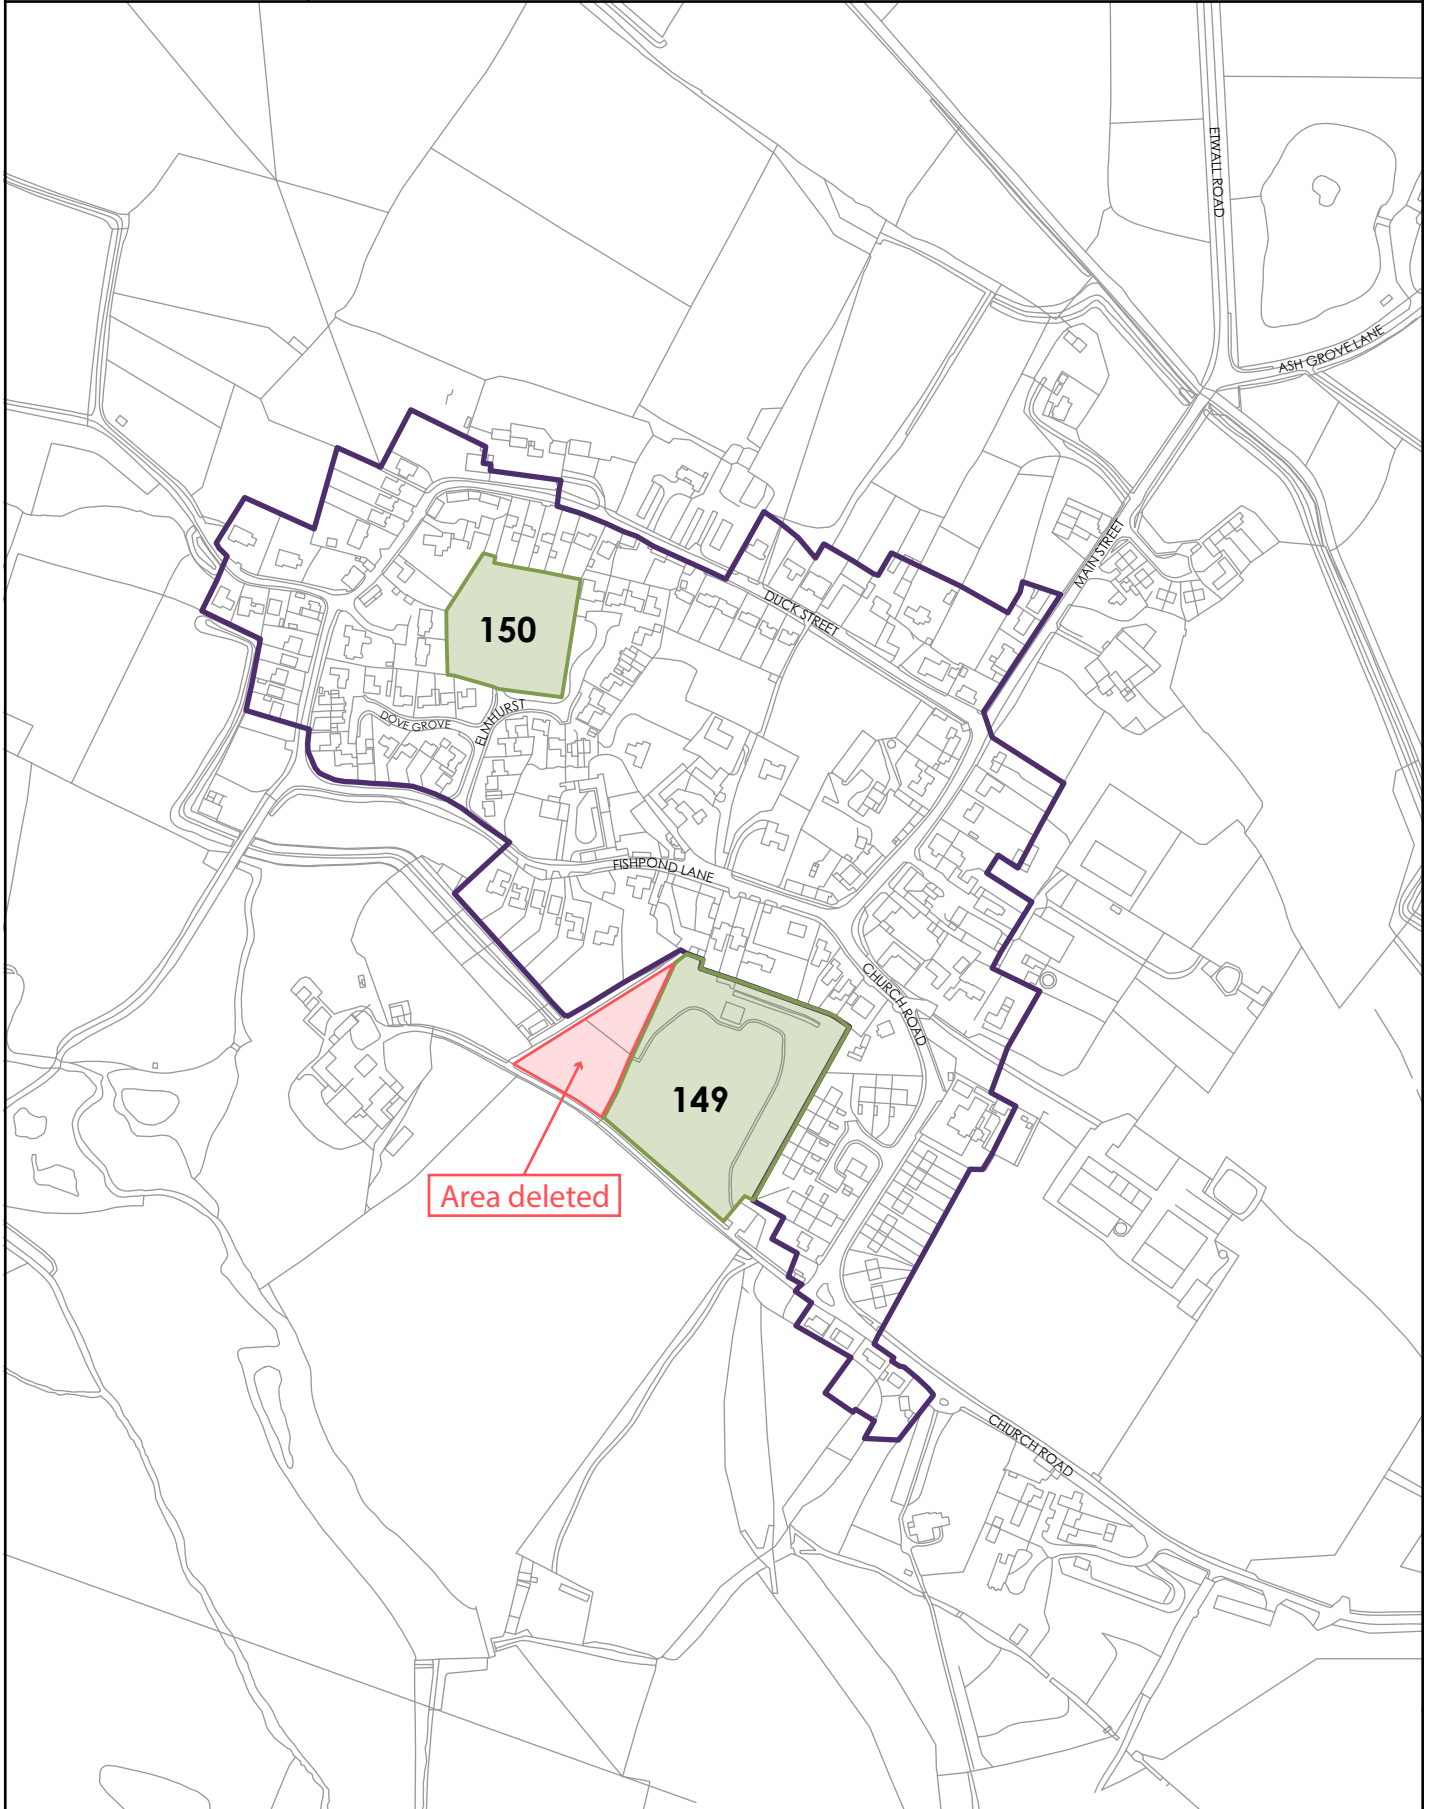 ETWALL ROAD
ASH GROVE LANE
MAIN STREET
DUCK STREET
150
DOVE GROVE
ELMHURST
FISHPOND LANE
CHURCH ROAD
149
Area deleted
CHURCH ROAD